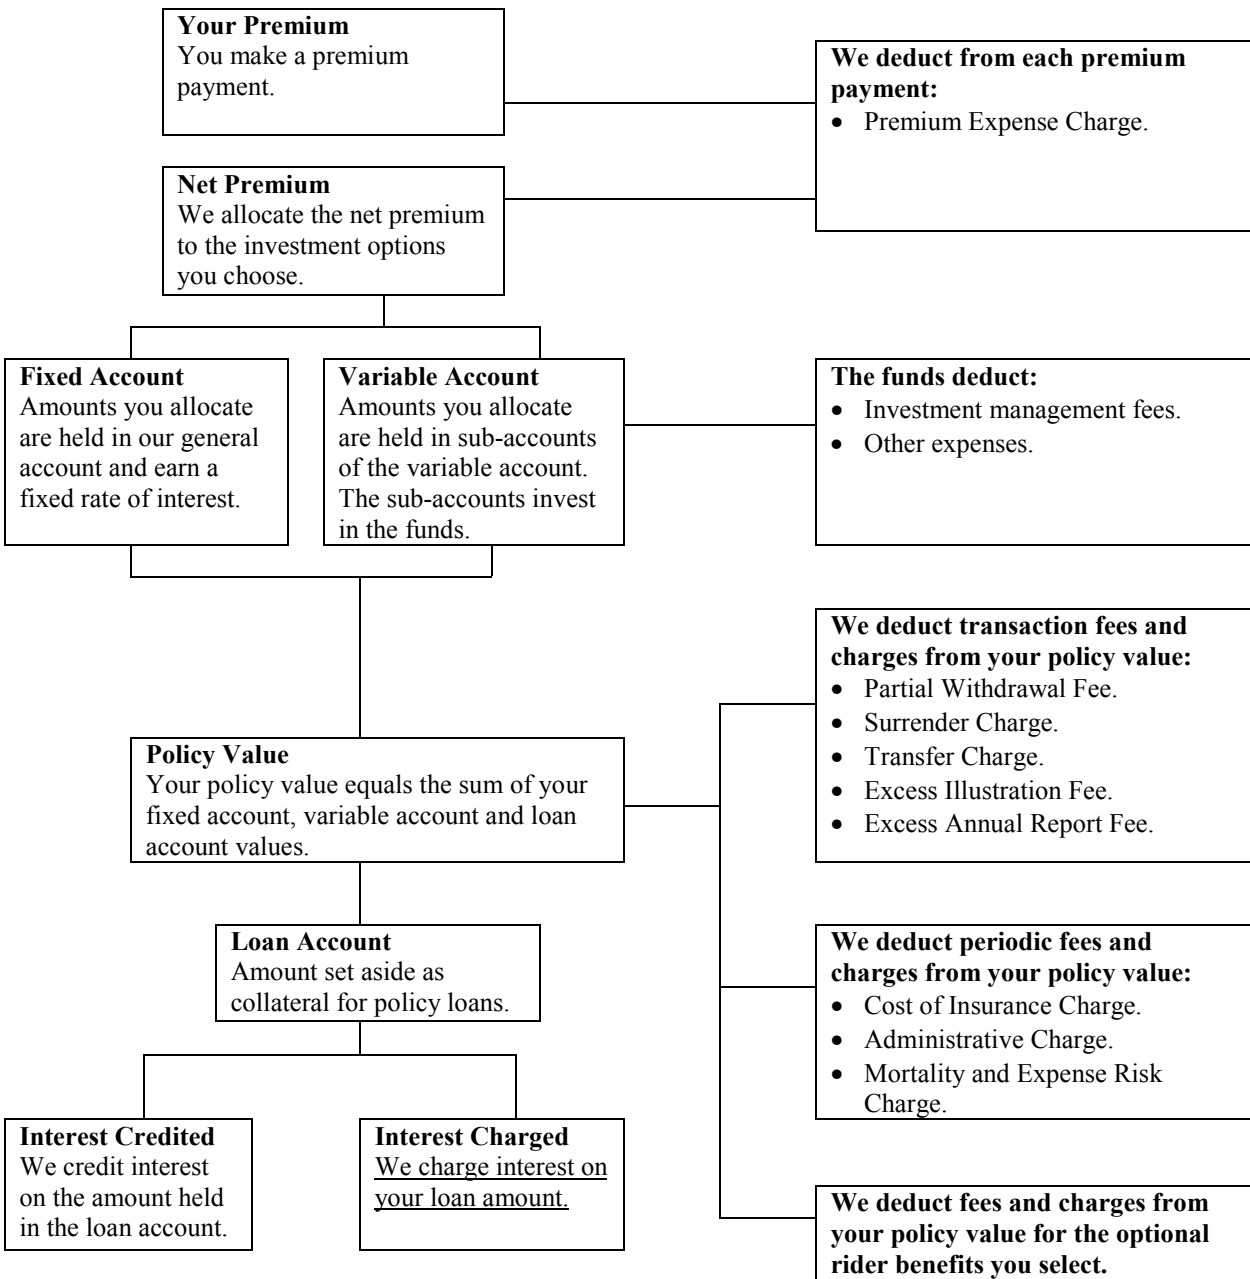 Your Premium
You make a premium
payment.
We deduct from each premium
payment:
• Premium Expense Charge.
Net Premium
We allocate the net premium
to the investment options
you choose.
Fixed Account
Amounts you allocate
are held in our general
account and earn a
fixed rate of interest.
Variable Account
Amounts you allocate
are held in sub-accounts
of the variable account.
The sub-accounts invest
in the funds.
The funds deduct:
• Investment management fees.
• Other expenses.
We deduct transaction fees and
charges from your policy value:
• Partial Withdrawal Fee.
• Surrender Charge.
• Transfer Charge.
• Excess Illustration Fee.
• Excess Annual Report Fee.
Policy Value
Your policy value equals the sum of your
fixed account, variable account and loan
account values.
Loan Account
Amount set aside as
collateral for policy loans.
We deduct periodic fees and
charges from your policy value:
• Cost of Insurance Charge.
• Administrative Charge.
• Mortality and Expense Risk
Charge.
Interest Credited
We credit interest
on the amount held
in the loan account.
Interest Charged
We charge interest on
your loan amount.
We deduct fees and charges from
your policy value for the optional
rider benefits you select.